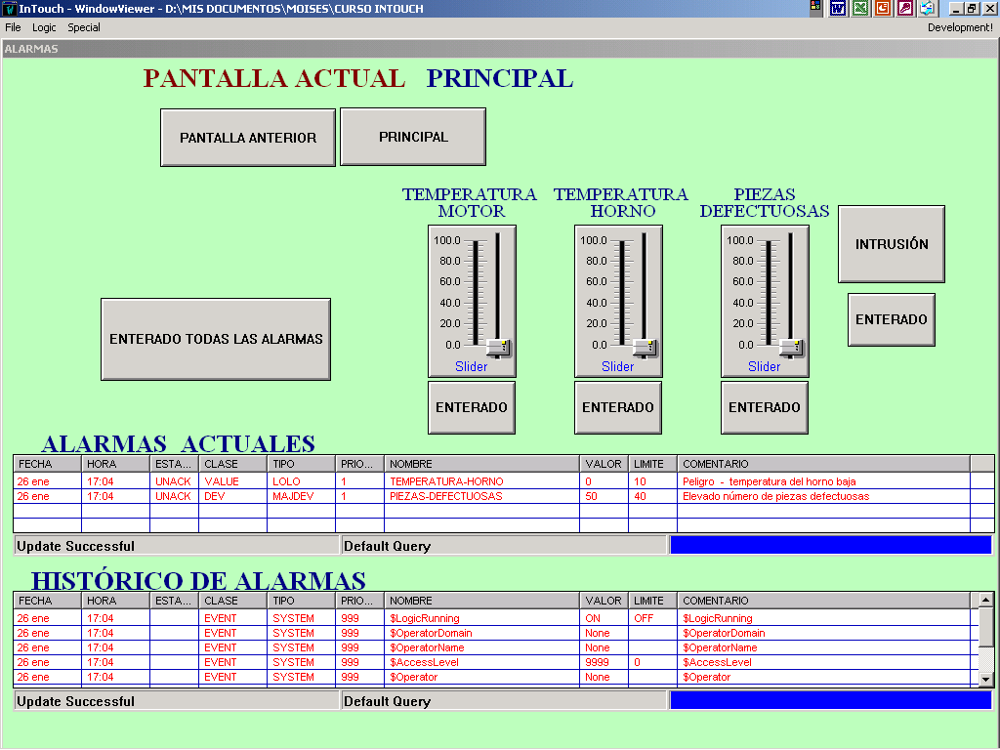 InTouch - WindowViewer - D:\MIS DOCUMENTOS\MOISES\CURSO INTOUCH
File Logic Special Development!
ALARMAS
PANTALLA ACTUAL PRINCIPAL
PANTALLA ANTERIOR PRINCIPAL
TEMPERATURA MOTOR
TEMPERATURA HORNO
PIEZAS DEFECTUOSAS
100.0 100.0 100.0
80.0 80.0 80.0
60.0 60.0 60.0
40.0 40.0 40.0
20.0 20.0 20.0
0.0 0.0 0.0
Slider Slider Slider
INTRUSIÓN
ENTERADO
ENTERADO TODAS LAS ALARMAS
ENTERADO ENTERADO ENTERADO
ALARMAS ACTUALES
FECHA HORA ESTA... CLASE TIPO PRIO... NOMBRE VALOR LIMITE COMENTARIO
26 ene 17:04 UNACK VALUE LOLO 1 TEMPERATURA-HORNO 0 10 Peligro - temperatura del horno baja
26 ene 17:04 UNACK DEV MAJDEV 1 PIEZAS-DEFECTUOSAS 50 40 Elevado número de piezas defectuosas
Update Successful Default Query
HISTÓRICO DE ALARMAS
FECHA HORA ESTA... CLASE TIPO PRIO... NOMBRE VALOR LIMITE COMENTARIO
26 ene 17:04 EVENT SYSTEM 999 $LogicRunning ON OFF $LogicRunning
26 ene 17:04 EVENT SYSTEM 999 $OperatorDomain None $OperatorDomain
26 ene 17:04 EVENT SYSTEM 999 $OperatorName None $OperatorName
26 ene 17:04 EVENT SYSTEM 999 $AccessLevel 9999 0 $AccessLevel
26 ene 17:04 EVENT SYSTEM 999 $Operator None $Operator
Update Successful Default Query